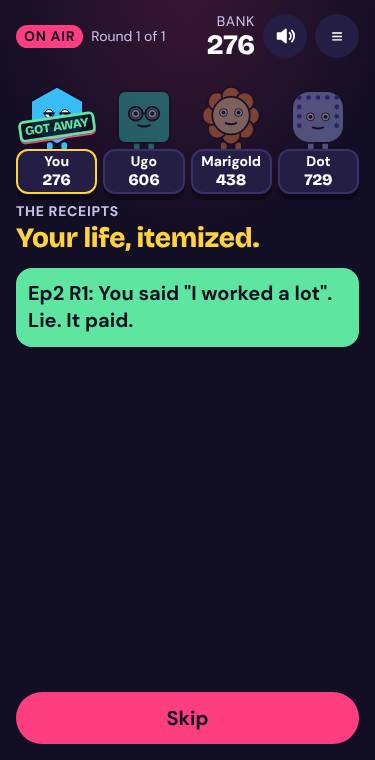 ON AIR
Round 1 of 1
BANK
276
GOT AWAY
You
276
Ugo
606
Marigold
438
Dot
729
THE RECEIPTS
Your life, itemized.
Ep2 R1: You said "I worked a lot".
Lie. It paid.
Skip